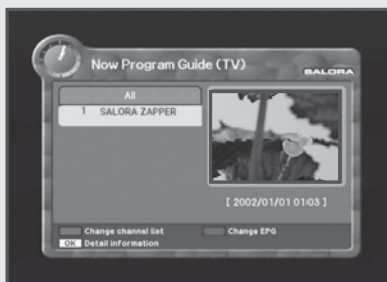 Now Program Guide (TV)
SALORA
All
1 SALORA ZAPPER
[ 2002/01/01 01:03 ]
Change channel list
Change EPG
OK Detail information